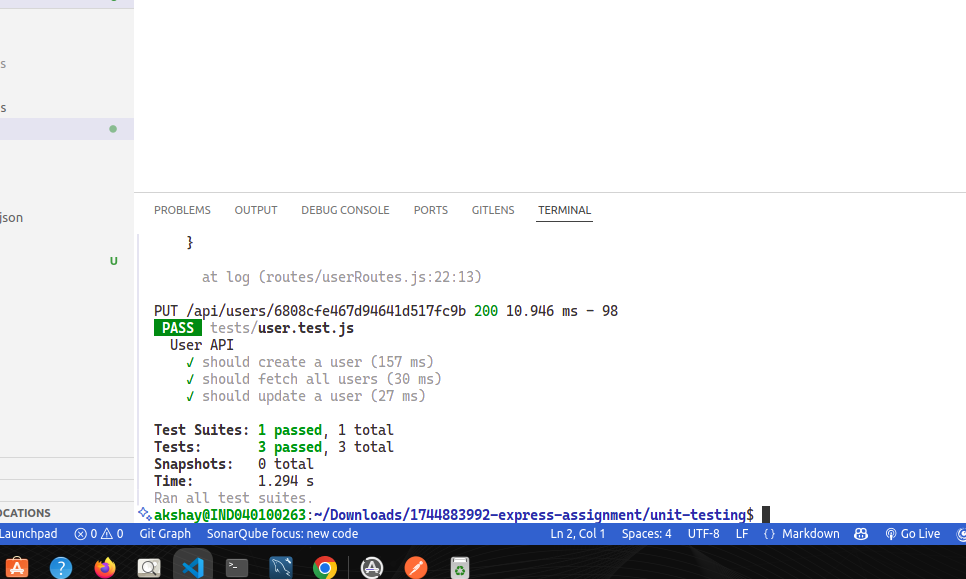 s
s
json
U
OCATIONS
PROBLEMS OUTPUT DEBUG CONSOLE PORTS GITLENS TERMINAL
}
at log (routes/userRoutes.js:22:13)
PUT /api/users/6808cfe467d94641d517fc9b 200 10.946 ms - 98
PASS tests/user.test.js
User API
✓ should create a user (157 ms)
✓ should fetch all users (30 ms)
✓ should update a user (27 ms)
Test Suites: 1 passed, 1 total
Tests: 3 passed, 3 total
Snapshots: 0 total
Time: 1.294 s
Ran all test suites.
akshay@IND040100263:~/Downloads/1744883992-express-assignment/unit-testing$
Launchpad 0 0 Git Graph SonarQube focus: new code Ln 2, Col 1 Spaces: 4 UTF-8 LF {} Markdown Go Live